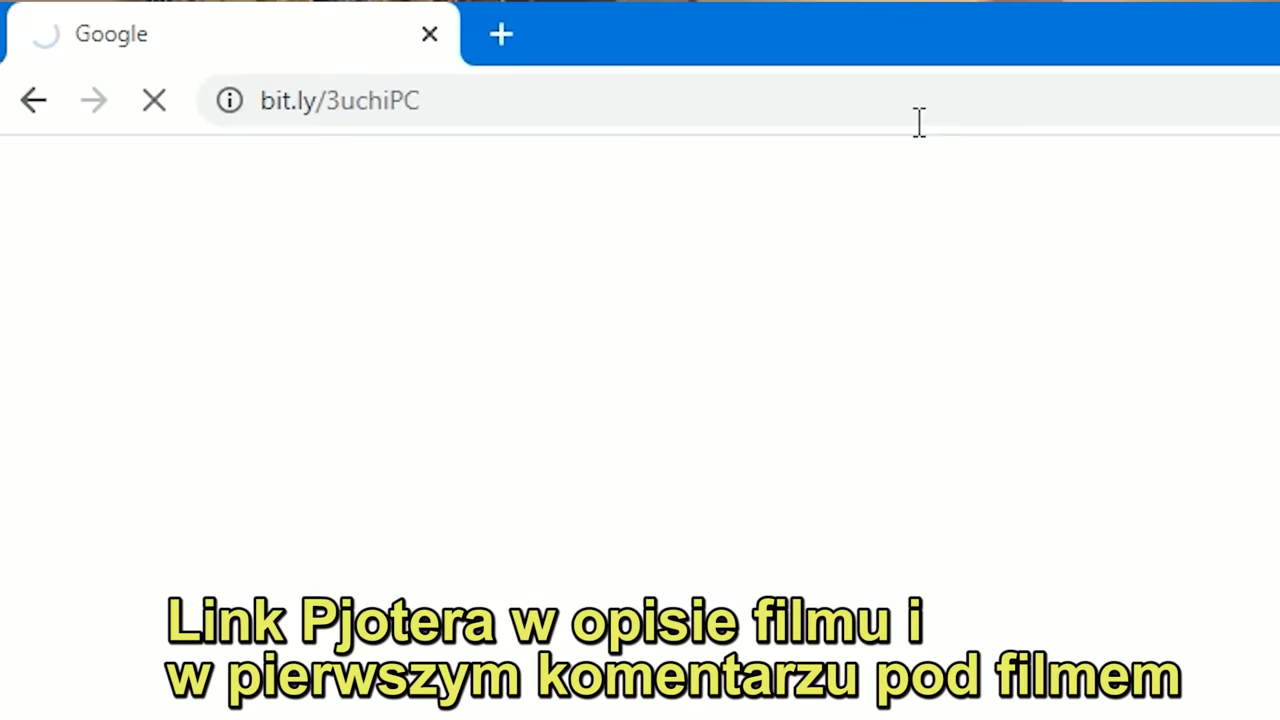 Google
bit.ly/3uchiPC
Link Pjotera w opisie filmu i
w pierwszym komentarzu pod filmem